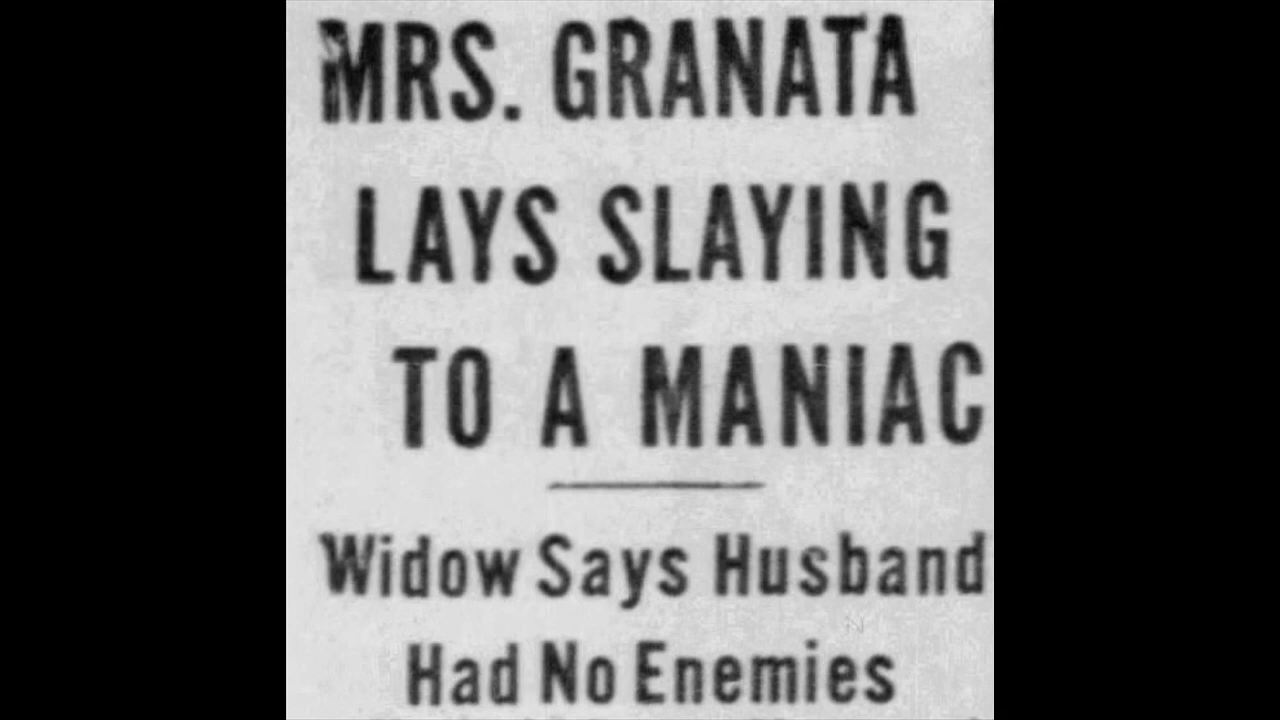 MRS. GRANATA
LAYS SLAYING
TO A MANIAC
Widow Says Husband
Had No Enemies